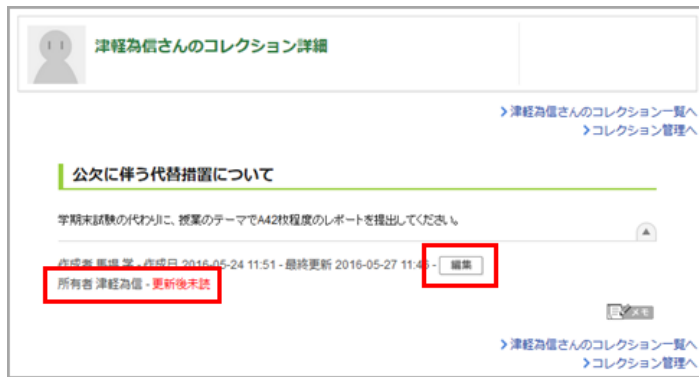 津軽為信さんのコレクション詳細
>津軽為信さんのコレクション一覧へ
>コレクション管理へ
公欠に伴う代替措置について
学期末試験の代わりに、授業のテーマでA42枚程度のレポートを提出してください。
作成者 馬場 学 - 作成日 2016-05-24 11:51 - 最終更新 2016-05-27 11:45 - 編集
所有者 津軽為信 - 更新後未読
メモ
>津軽為信さんのコレクション一覧へ
>コレクション管理へ